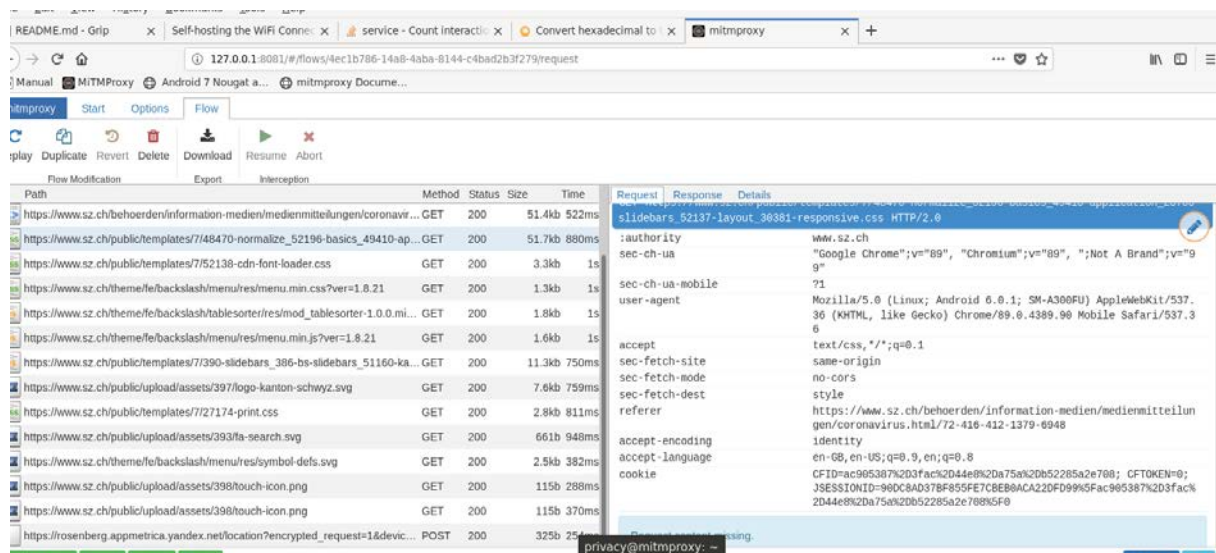 README.md - Grip
Self-hosting the WiFi Connec
service - Count interactio
Convert hexadecimal to
mitmproxy
127.0.0.1:8081/#/flows/4ec1b786-14a8-4aba-8144-c4bad2b3f279/request
Manual MiTMProxy Android 7 Nougat a... mitmproxy Docume...
mitmproxy Start Options Flow
Replay Duplicate Revert Delete Download Resume Abort
Flow Modification Export Interception
Path Method Status Size Time
https://www.sz.ch/behoerden/information-medien/medienmitteilungen/coronavir... GET 200 51.4kb 522ms
https://www.sz.ch/public/templates/7/48470-normalize_52196-basics_49410-ap... GET 200 51.7kb 880ms
https://www.sz.ch/public/templates/7/52138-cdn-font-loader.css GET 200 3.3kb 1s
https://www.sz.ch/theme/fe/backslash/menu/res/menu.min.css?ver=1.8.21 GET 200 1.3kb 1s
https://www.sz.ch/theme/fe/backslash/tablesorter/res/mod_tablesorter-1.0.0.mi... GET 200 1.8kb 1s
https://www.sz.ch/theme/fe/backslash/menu/res/menu.min.js?ver=1.8.21 GET 200 1.6kb 1s
https://www.sz.ch/public/templates/7/390-slidebars_386-bs-slidebars_51160-ka... GET 200 11.3kb 750ms
https://www.sz.ch/public/upload/assets/397/logo-kanton-schwyz.svg GET 200 7.6kb 759ms
https://www.sz.ch/public/templates/7/27174-print.css GET 200 2.8kb 811ms
https://www.sz.ch/public/upload/assets/393/fa-search.svg GET 200 661b 948ms
https://www.sz.ch/theme/fe/backslash/menu/res/symbol-defs.svg GET 200 2.5kb 382ms
https://www.sz.ch/public/upload/assets/398/touch-icon.png GET 200 115b 288ms
https://www.sz.ch/public/upload/assets/398/touch-icon.png GET 200 115b 370ms
https://rosenberg.appmetrica.yandex.net/location?encrypted_request=1&devic... POST 200 325b
Request Response Details
slidebars_52137-layout_30381-responsive.css HTTP/2.0
:authority www.sz.ch
sec-ch-ua "Google Chrome";v="89", "Chromium";v="89", ";Not A Brand";v="9
9"
sec-ch-ua-mobile ?1
user-agent Mozilla/5.0 (Linux; Android 6.0.1; SM-A300FU) AppleWebKit/537.
36 (KHTML, like Gecko) Chrome/89.0.4389.90 Mobile Safari/537.3
6
accept text/css,*/*;q=0.1
sec-fetch-site same-origin
sec-fetch-mode no-cors
sec-fetch-dest style
referer https://www.sz.ch/behoerden/information-medien/medienmitteilun
gen/coronavirus.html/72-416-412-1379-6948
accept-encoding identity
accept-language en-GB,en-US;q=0.9,en;q=0.8
cookie CFID=ac905387%2D3fac%2D44e8%2Da75a%2Db52285a2e708; CFTOKEN=0;
JSESSIONID=90DC8AD37BF855FE7CBEB0ACA22DFD99%5Fac905387%2D3fac%
2D44e8%2Da75a%2Db52285a2e708%5F0
Request content missing.
privacy@mitmproxy: ~